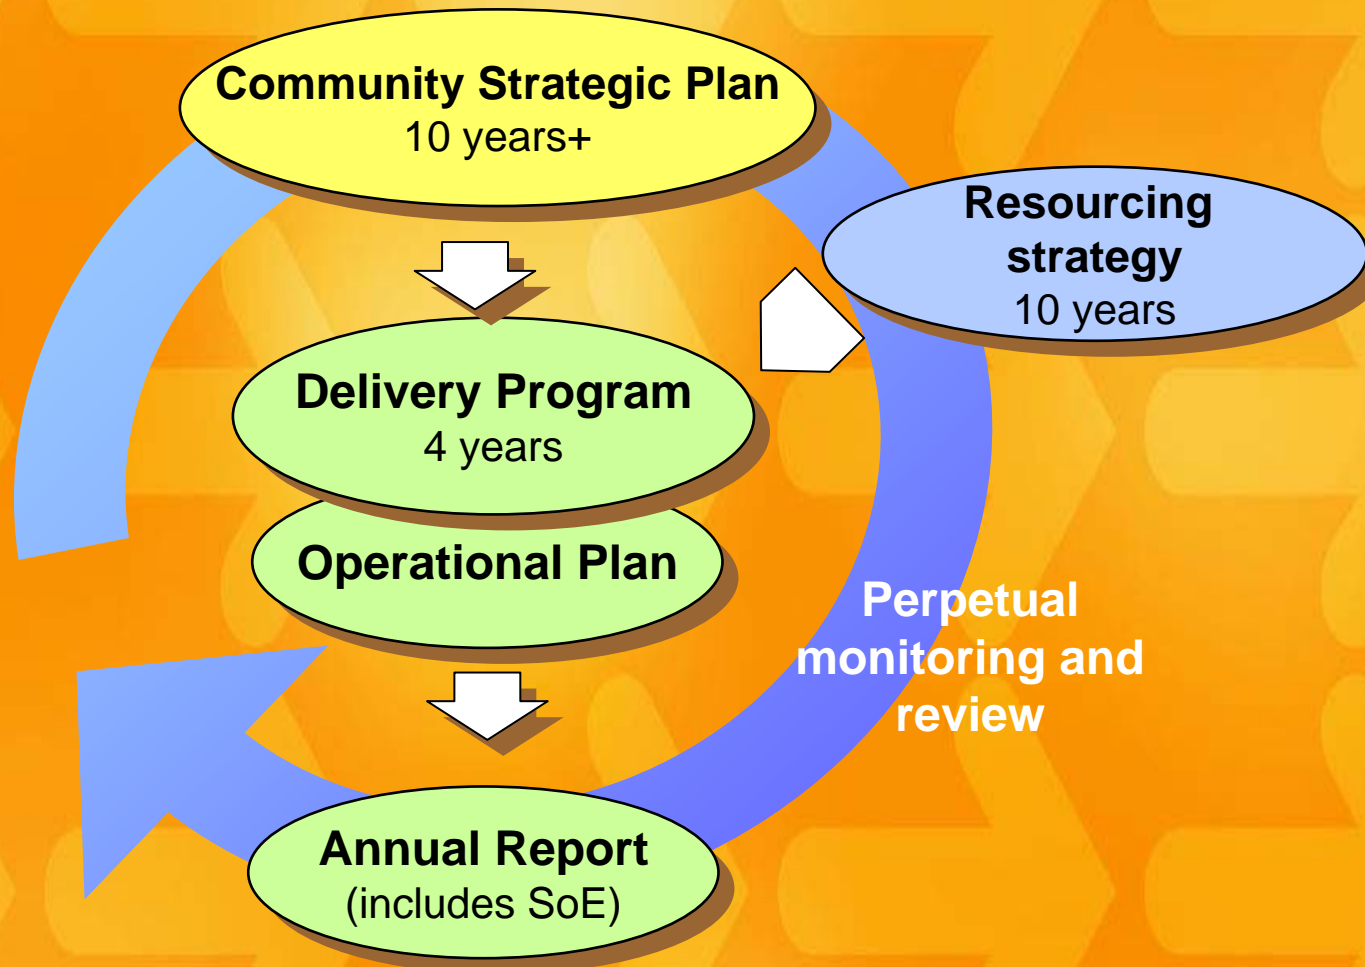 Community Strategic Plan
10 years+
Resourcing
strategy
10 years
Delivery Program
4 years
Operational Plan
Perpetual
monitoring and
review
Annual Report
(includes SoE)